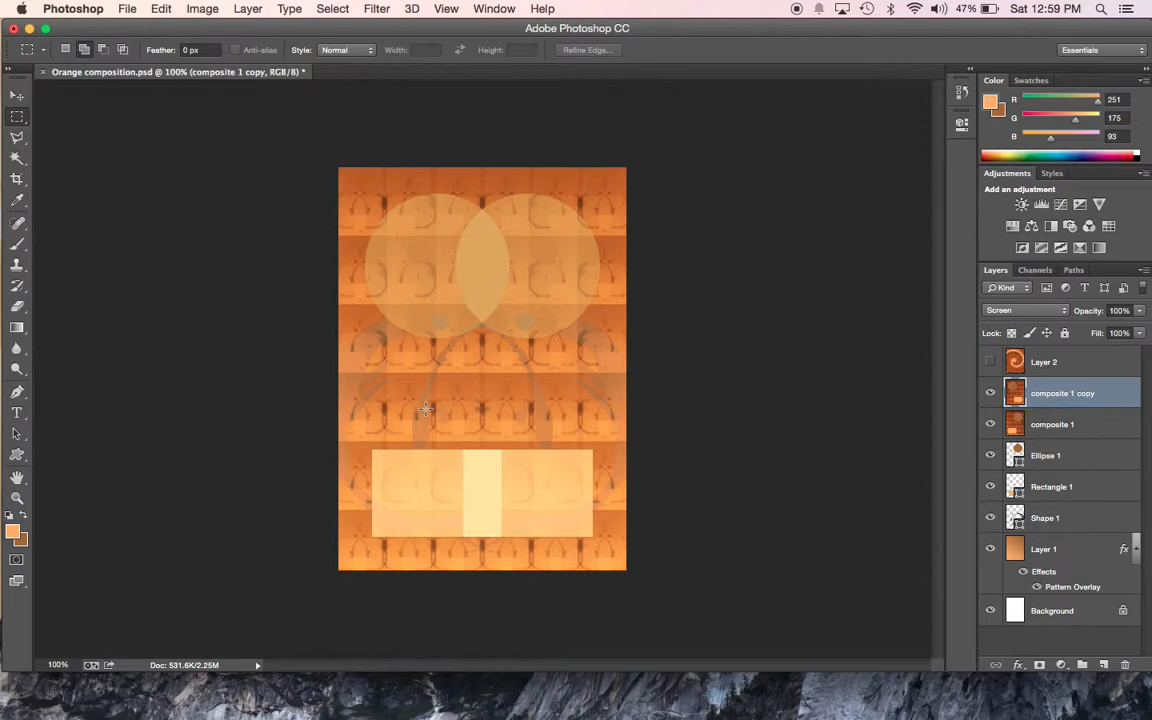 Photoshop File Edit Image Layer Type Select Filter 3D View Window Help 47% Sat 12:59
Adobe Photoshop CC
Feather: 0 px Anti-alias Style: Normal Width: Height: Refine Edge... Essentials
Orange composition.psd @ 100% (composite 1 copy, RGB/8) *
Color Swatches
R 251
G 175
B 93
Adjustments Styles
Add an adjustment
Layers Channels Paths
Kind
Screen Opacity: 100%
Lock: Fill: 100%
Layer 2
composite 1 copy
composite 1
Ellipse 1
Rectangle 1
Shape 1
Layer 1 fx
Effects
Pattern Overlay
Background
100% Doc: 531.6K/2.25M
fx